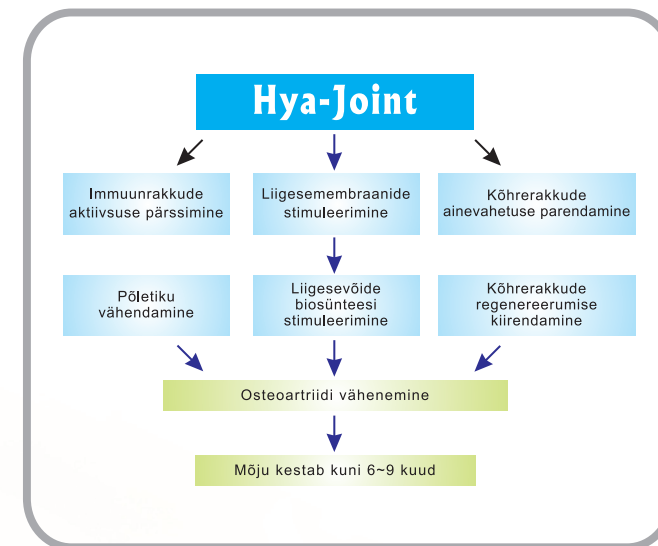 Hya-Joint
Immuunrakkude
aktiivsuse pärssimine
Liigesemembraanide
stimuleerimine
Kõhrerakkude
ainevahetuse parendamine
Põletiku
vähendamine
Liigesevõide
biosünteesi
stimuleerimine
Kõhrerakkude
regenereerumise
kiirendamine
Osteoartriidi vähenemine
Mõju kestab kuni 6~9 kuud